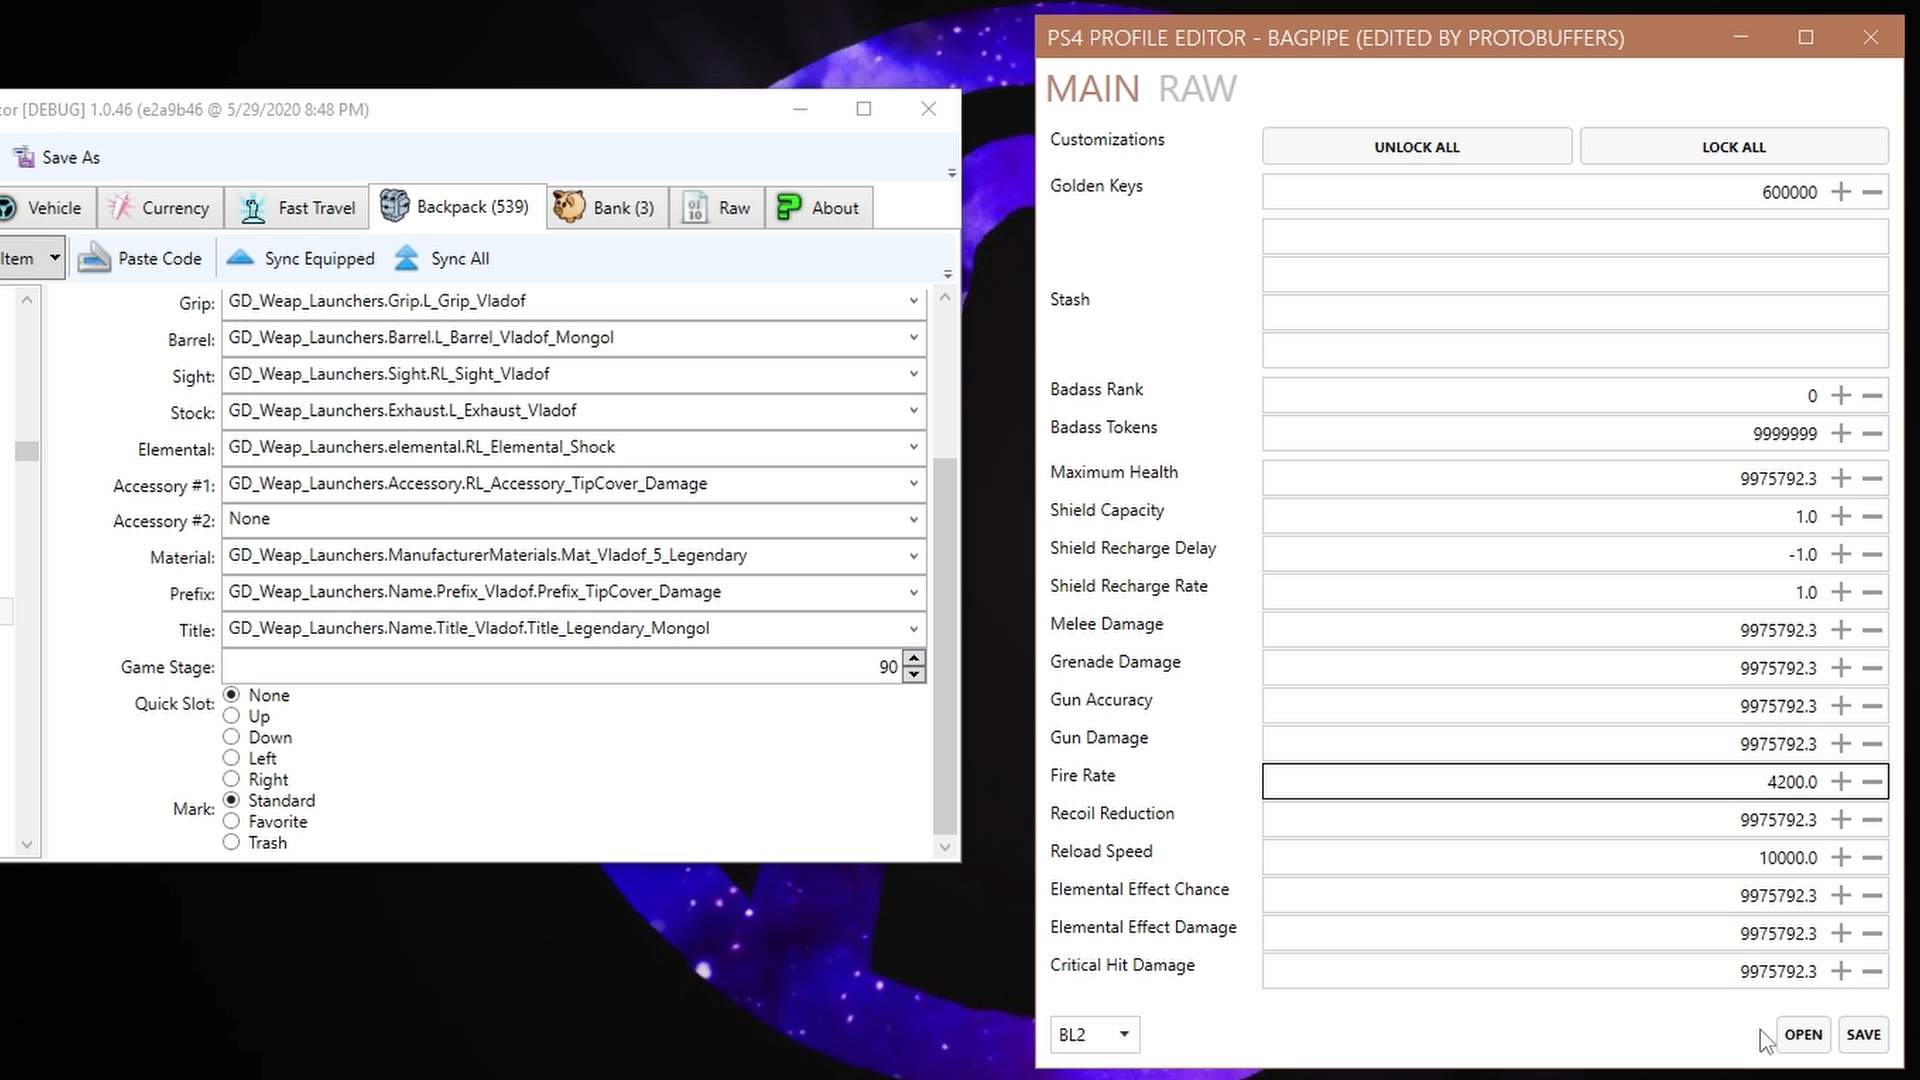 tor [DEBUG] 1.0.46 (e2a9b46 @ 5/29/2020 8:48 PM)
Save As
Vehicle Currency Fast Travel Backpack (539) Bank (3) Raw About
Item Paste Code Sync Equipped Sync All
Grip: GD_Weap_Launchers.Grip.L_Grip_Vladof
Barrel: GD_Weap_Launchers.Barrel.L_Barrel_Vladof_Mongol
Sight: GD_Weap_Launchers.Sight.RL_Sight_Vladof
Stock: GD_Weap_Launchers.Exhaust.L_Exhaust_Vladof
Elemental: GD_Weap_Launchers.elemental.RL_Elemental_Shock
Accessory #1: GD_Weap_Launchers.Accessory.RL_Accessory_TipCover_Damage
Accessory #2: None
Material: GD_Weap_Launchers.ManufacturerMaterials.Mat_Vladof_5_Legendary
Prefix: GD_Weap_Launchers.Name.Prefix_Vladof.Prefix_TipCover_Damage
Title: GD_Weap_Launchers.Name.Title_Vladof.Title_Legendary_Mongol
Game Stage: 90
Quick Slot: None
Up
Down
Left
Right
Mark: Standard
Favorite
Trash
PS4 PROFILE EDITOR - BAGPIPE (EDITED BY PROTOBUFFERS)
MAIN RAW
Customizations UNLOCK ALL LOCK ALL
Golden Keys 600000
Stash
Badass Rank 0
Badass Tokens 9999999
Maximum Health 9975792.3
Shield Capacity 1.0
Shield Recharge Delay -1.0
Shield Recharge Rate 1.0
Melee Damage 9975792.3
Grenade Damage 9975792.3
Gun Accuracy 9975792.3
Gun Damage 9975792.3
Fire Rate 4200.0
Recoil Reduction 9975792.3
Reload Speed 10000.0
Elemental Effect Chance 9975792.3
Elemental Effect Damage 9975792.3
Critical Hit Damage 9975792.3
BL2 OPEN SAVE